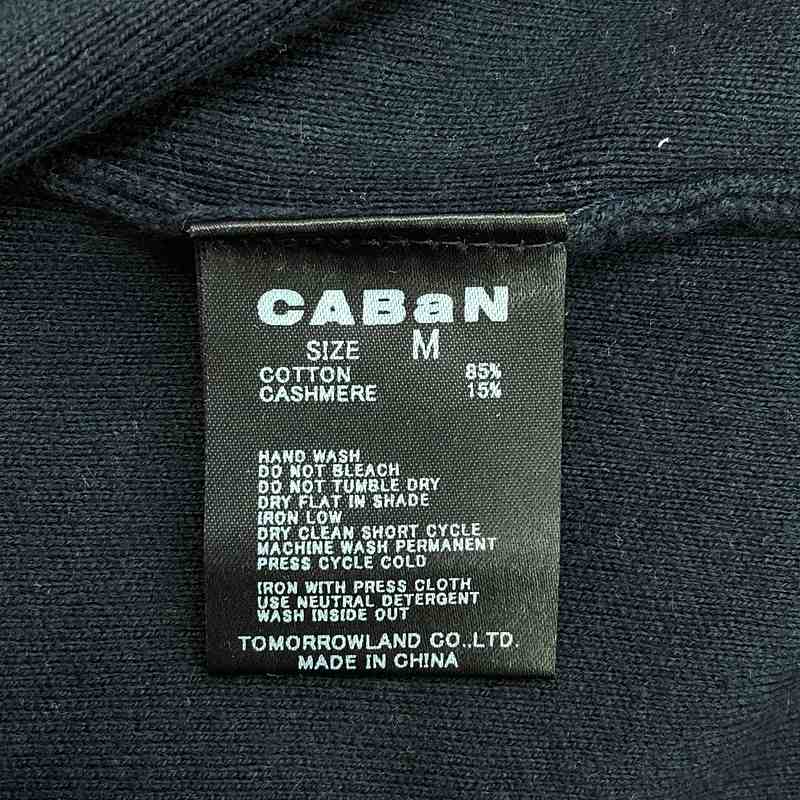 CABaN
SIZE M
COTTON 85%
CASHMERE 15%
HAND WASH
DO NOT BLEACH
DO NOT TUMBLE DRY
DRY FLAT IN SHADE
IRON LOW
DRY CLEAN SHORT CYCLE
MACHINE WASH PERMANENT
PRESS CYCLE COLD
IRON WITH PRESS CLOTH
USE NEUTRAL DETERGENT
WASH INSIDE OUT
TOMORROWLAND CO.,LTD.
MADE IN CHINA